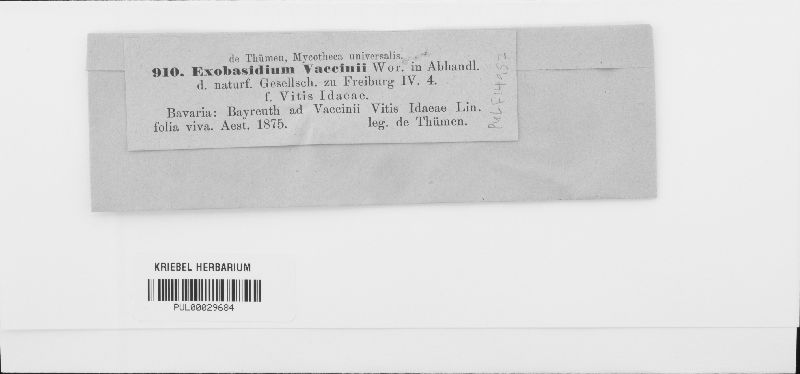 de Thümen, Mycotheca universalis.
910. Exobasidium Vaccinii Wor. in Abhandl.
d. naturf. Gesellsch. zu Freiburg IV. 4.
f. Vitis Idaeae.
Bavaria: Bayreuth ad Vaccinii Vitis Idaeae Lin.
folia viva. Aest. 1875. leg. de Thümen.
KRIEBEL HERBARIUM
PUL00029684